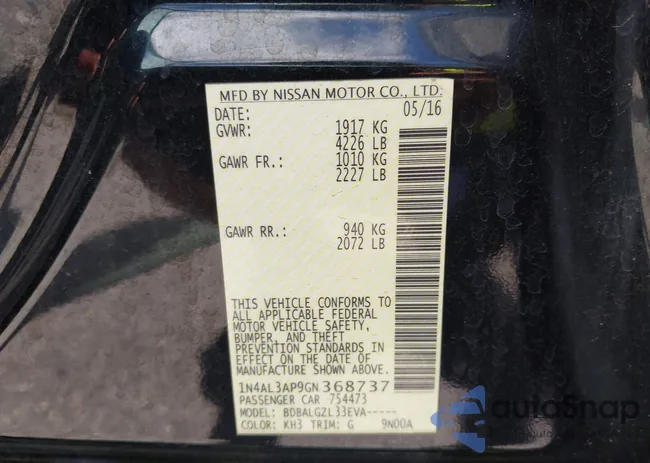 MFD BY NISSAN MOTOR CO., LTD.
DATE: 05/16
GVWR: 1917 KG
4226 LB
GAWR FR.: 1010 KG
2227 LB
GAWR RR.: 940 KG
2072 LB
THIS VEHICLE CONFORMS TO
ALL APPLICABLE FEDERAL
MOTOR VEHICLE SAFETY,
BUMPER, AND THEFT
PREVENTION STANDARDS IN
EFFECT ON THE DATE OF
MANUFACTURE SHOWN ABOVE.
1N4AL3AP9GN368737
PASSENGER CAR 754473
MODEL: BDBALGZL33EVA-----
COLOR: KH3 TRIM: G 9N00A
autoSnap